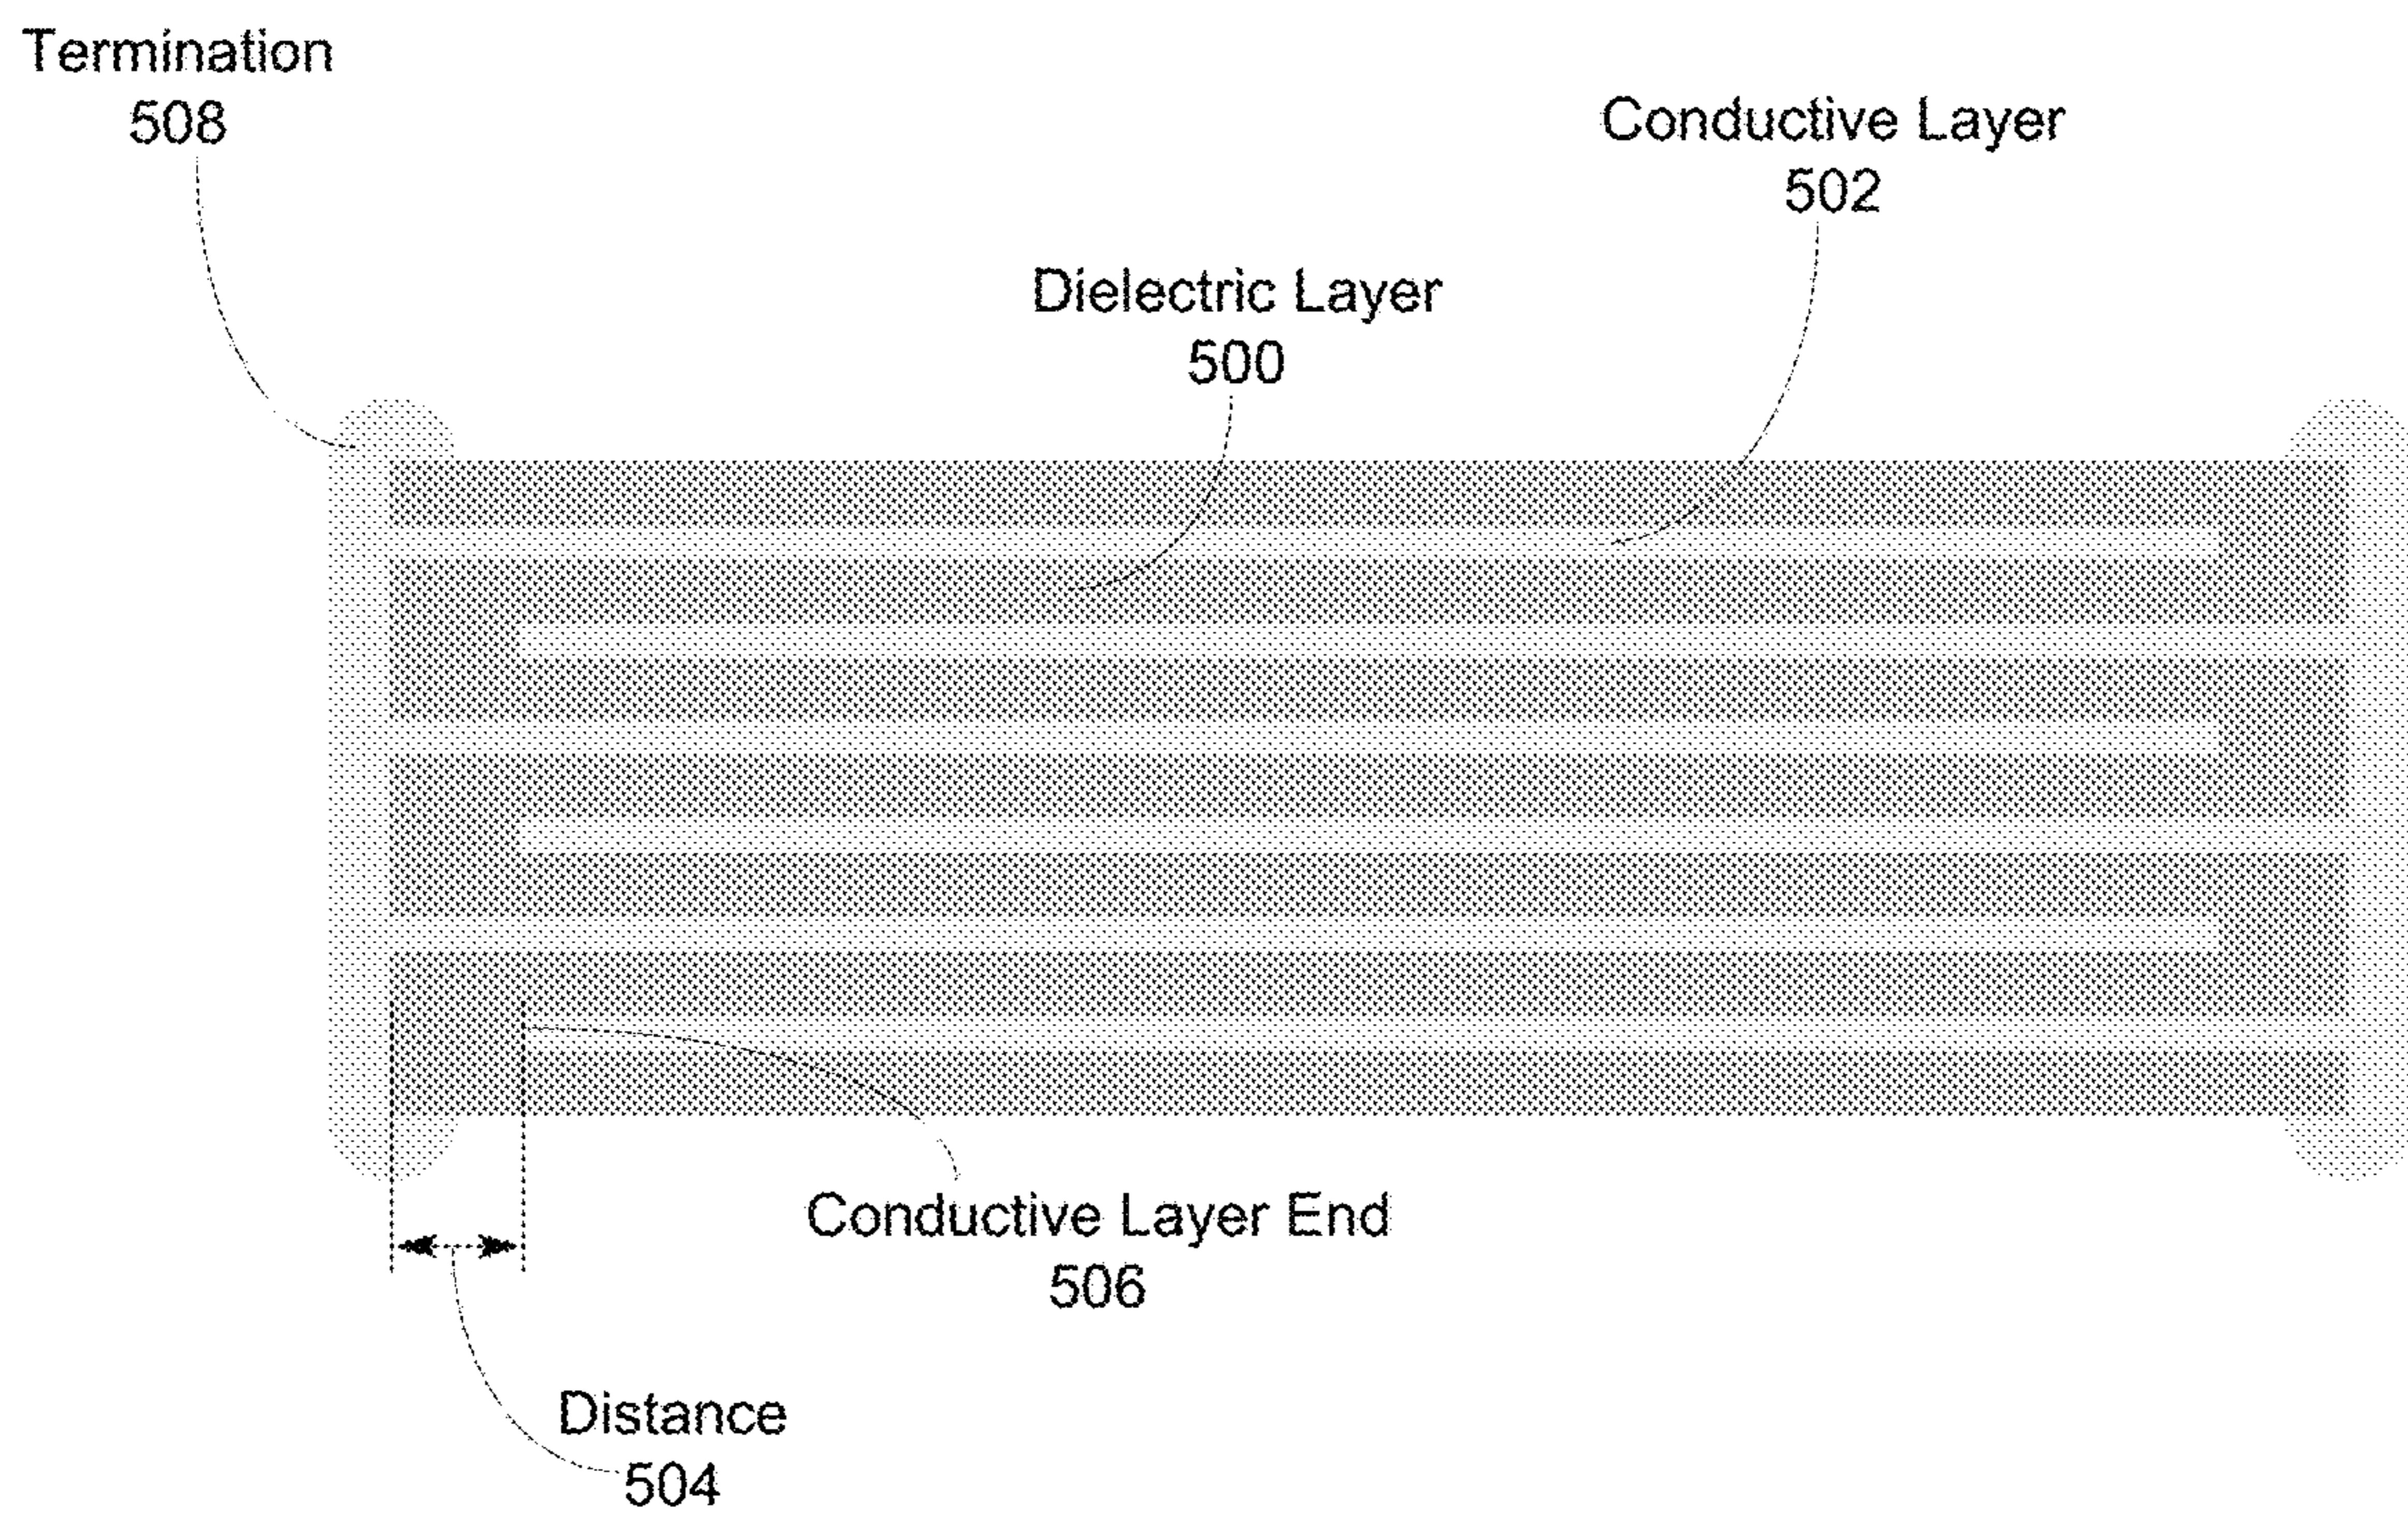 Termination
508
Conductive Layer
502
Dielectric Layer
500
Conductive Layer End
506
Distance
504